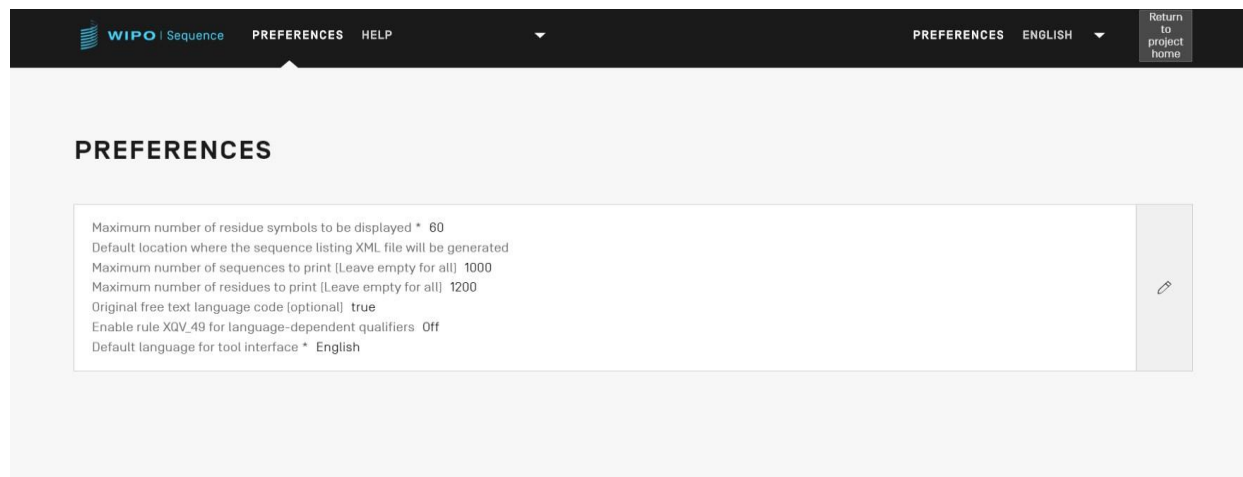 WIPO | Sequence PREFERENCES HELP PREFERENCES ENGLISH
Return
to
project
home
PREFERENCES
Maximum number of residue symbols to be displayed * 60
Default location where the sequence listing XML file will be generated
Maximum number of sequences to print [Leave empty for all] 1000
Maximum number of residues to print [Leave empty for all] 1200
Original free text language code [optional] true
Enable rule XQV_49 for language-dependent qualifiers Off
Default language for tool interface * English